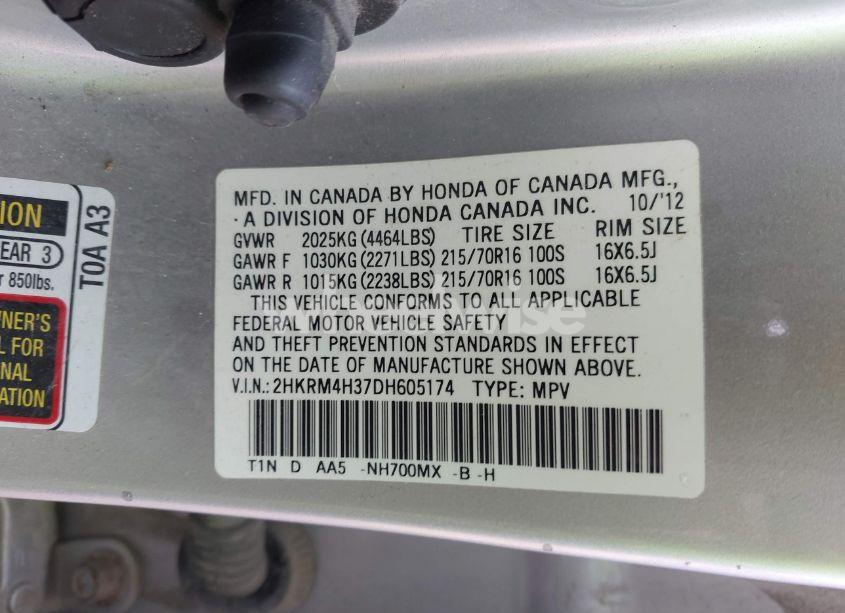 MFD. IN CANADA BY HONDA OF CANADA MFG.,
A DIVISION OF HONDA CANADA INC. 10/'12
GVWR 2025KG (4464LBS) TIRE SIZE RIM SIZE
GAWR F 1030KG (2271LBS) 215/70R16 100S 16X6.5J
GAWR R 1015KG (2238LBS) 215/70R16 100S 16X6.5J
THIS VEHICLE CONFORMS TO ALL APPLICABLE
FEDERAL MOTOR VEHICLE SAFETY
AND THEFT PREVENTION STANDARDS IN EFFECT
ON THE DATE OF MANUFACTURE SHOWN ABOVE.
V.I.N.: 2HKRM4H37DH605174 TYPE: MPV
T1N D AA5 -NH700MX -B -H
ION
EAR 3
850lbs.
NER'S
FOR
T0A A3